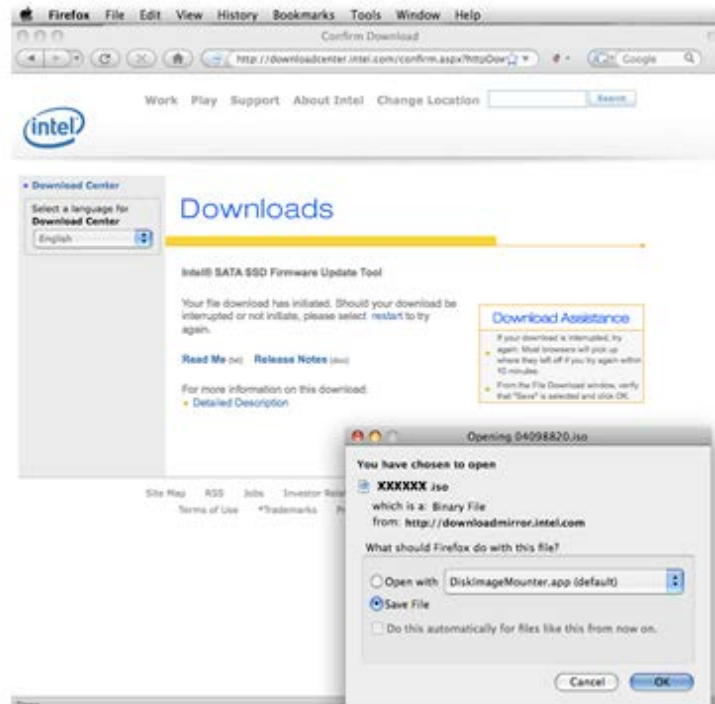 Firefox File Edit View History Bookmarks Tools Window Help
Confirm Download
http://downloadcenter.intel.com/confirm.aspx?httpDow
Google
Work Play Support About Intel Change Location
Search
intel
Download Center
Select a language for
Download Center
English
Downloads
Intel® SATA SSD Firmware Update Tool
Your file download has initiated. Should your download be
interrupted or not initiate, please select restart to try
again.
Read Me (txt) Release Notes (doc)
For more information on this download:
Detailed Description
Download Assistance
If your download is interrupted, try
again. Most browsers will pick up
where they left off if you try again within
10 minutes.
From the File Download window, verify
that "Save" is selected and click OK.
Site Map RSS Jobs Investor
Terms of Use *Trademarks
Opening 04098820.iso
You have chosen to open
XXXXXX .iso
which is a: Binary File
from: http://downloadmirror.intel.com
What should Firefox do with this file?
Open with DiskImageMounter.app (default)
Save File
Do this automatically for files like this from now on.
Cancel OK